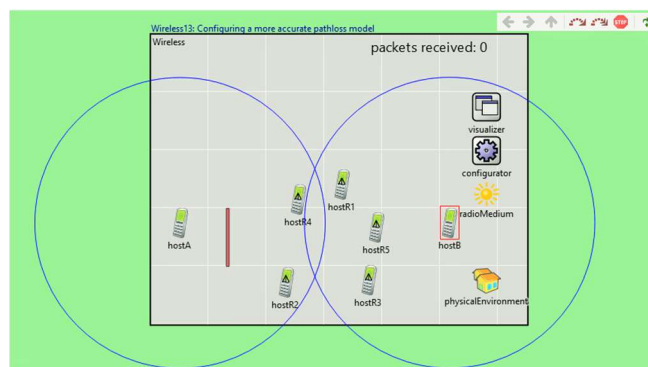 Wireless13: Configuring a more accurate pathloss model
STOP
Wireless
packets received: 0
visualizer
configurator
hostR1
hostR4
radioMedium
hostA
hostR5
hostB
hostR2
hostR3
physicalEnvironment